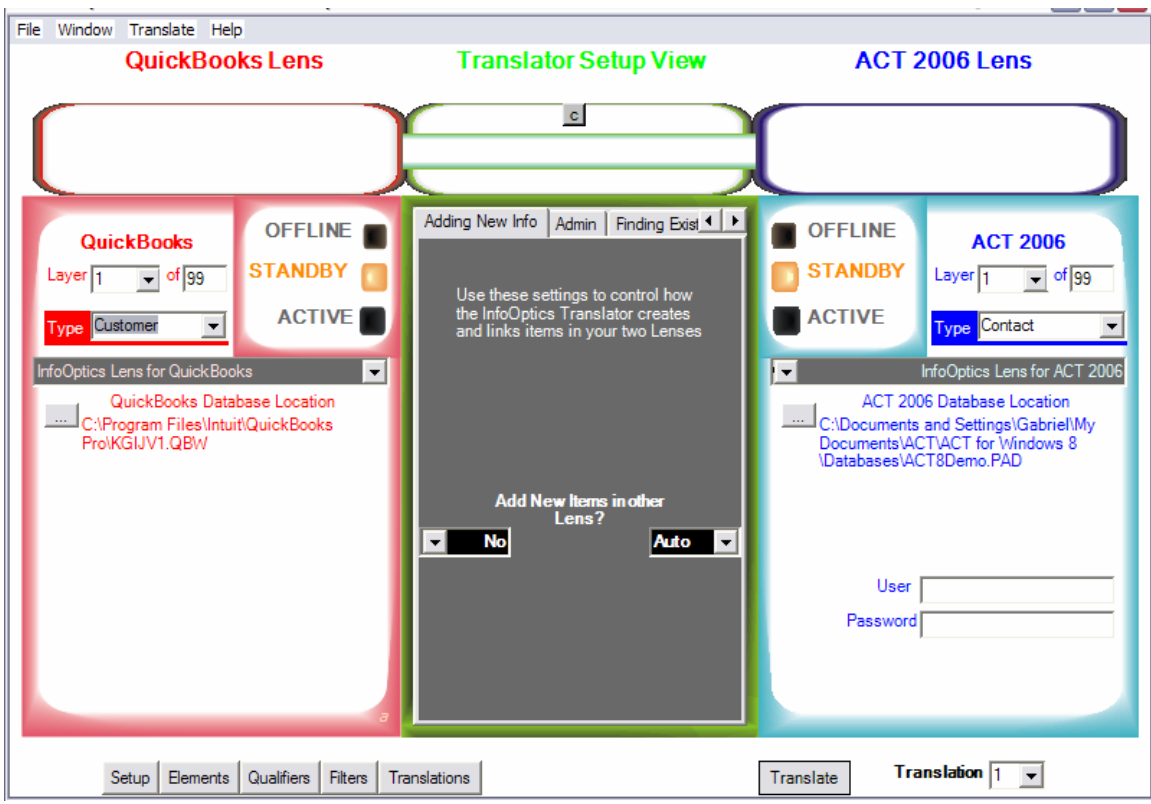 File Window Translate Help
QuickBooks Lens
Translator Setup View
ACT 2006 Lens
c
QuickBooks
Layer 1 of 99
Type Customer
OFFLINE
STANDBY
ACTIVE
InfoOptics Lens for QuickBooks
... QuickBooks Database Location
C:\Program Files\Intuit\QuickBooks
Pro\KGIJV1.QBW
a
Adding New Info Admin Finding Exist
Use these settings to control how
the InfoOptics Translator creates
and links items in your two Lenses
Add New Items in other
Lens?
No Auto
OFFLINE
STANDBY
ACTIVE
ACT 2006
Layer 1 of 99
Type Contact
InfoOptics Lens for ACT 2006
... ACT 2006 Database Location
C:\Documents and Settings\Gabriel\My
Documents\ACT\ACT for Windows 8
\Databases\ACT8Demo.PAD
User
Password
Setup Elements Qualifiers Filters Translations
Translate Translation 1